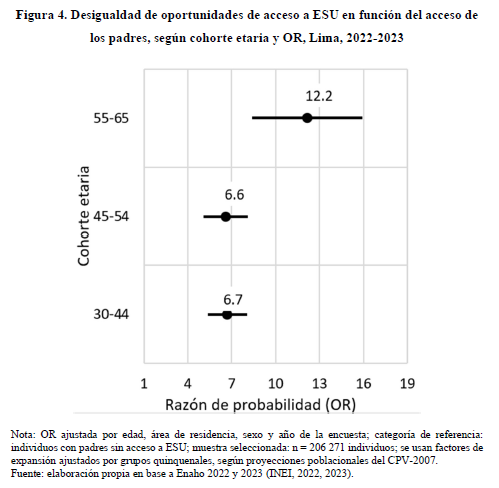 Figura 4. Desigualdad de oportunidades de acceso a ESU en función del acceso de
los padres, según cohorte etaria y OR, Lima, 2022-2023
12.2
55-65
6.6
45-54
6.7
30-44
Cohorte etaria
1 4 7 10 13 16 19
Razón de probabilidad (OR)
Nota: OR ajustada por edad, área de residencia, sexo y año de la encuesta; categoría de referencia:
individuos con padres sin acceso a ESU; muestra seleccionada: n = 206 271 individuos; se usan factores de
expansión ajustados por grupos quinquenales, según proyecciones poblacionales del CPV-2007.
Fuente: elaboración propia en base a Enaho 2022 y 2023 (INEI, 2022, 2023).